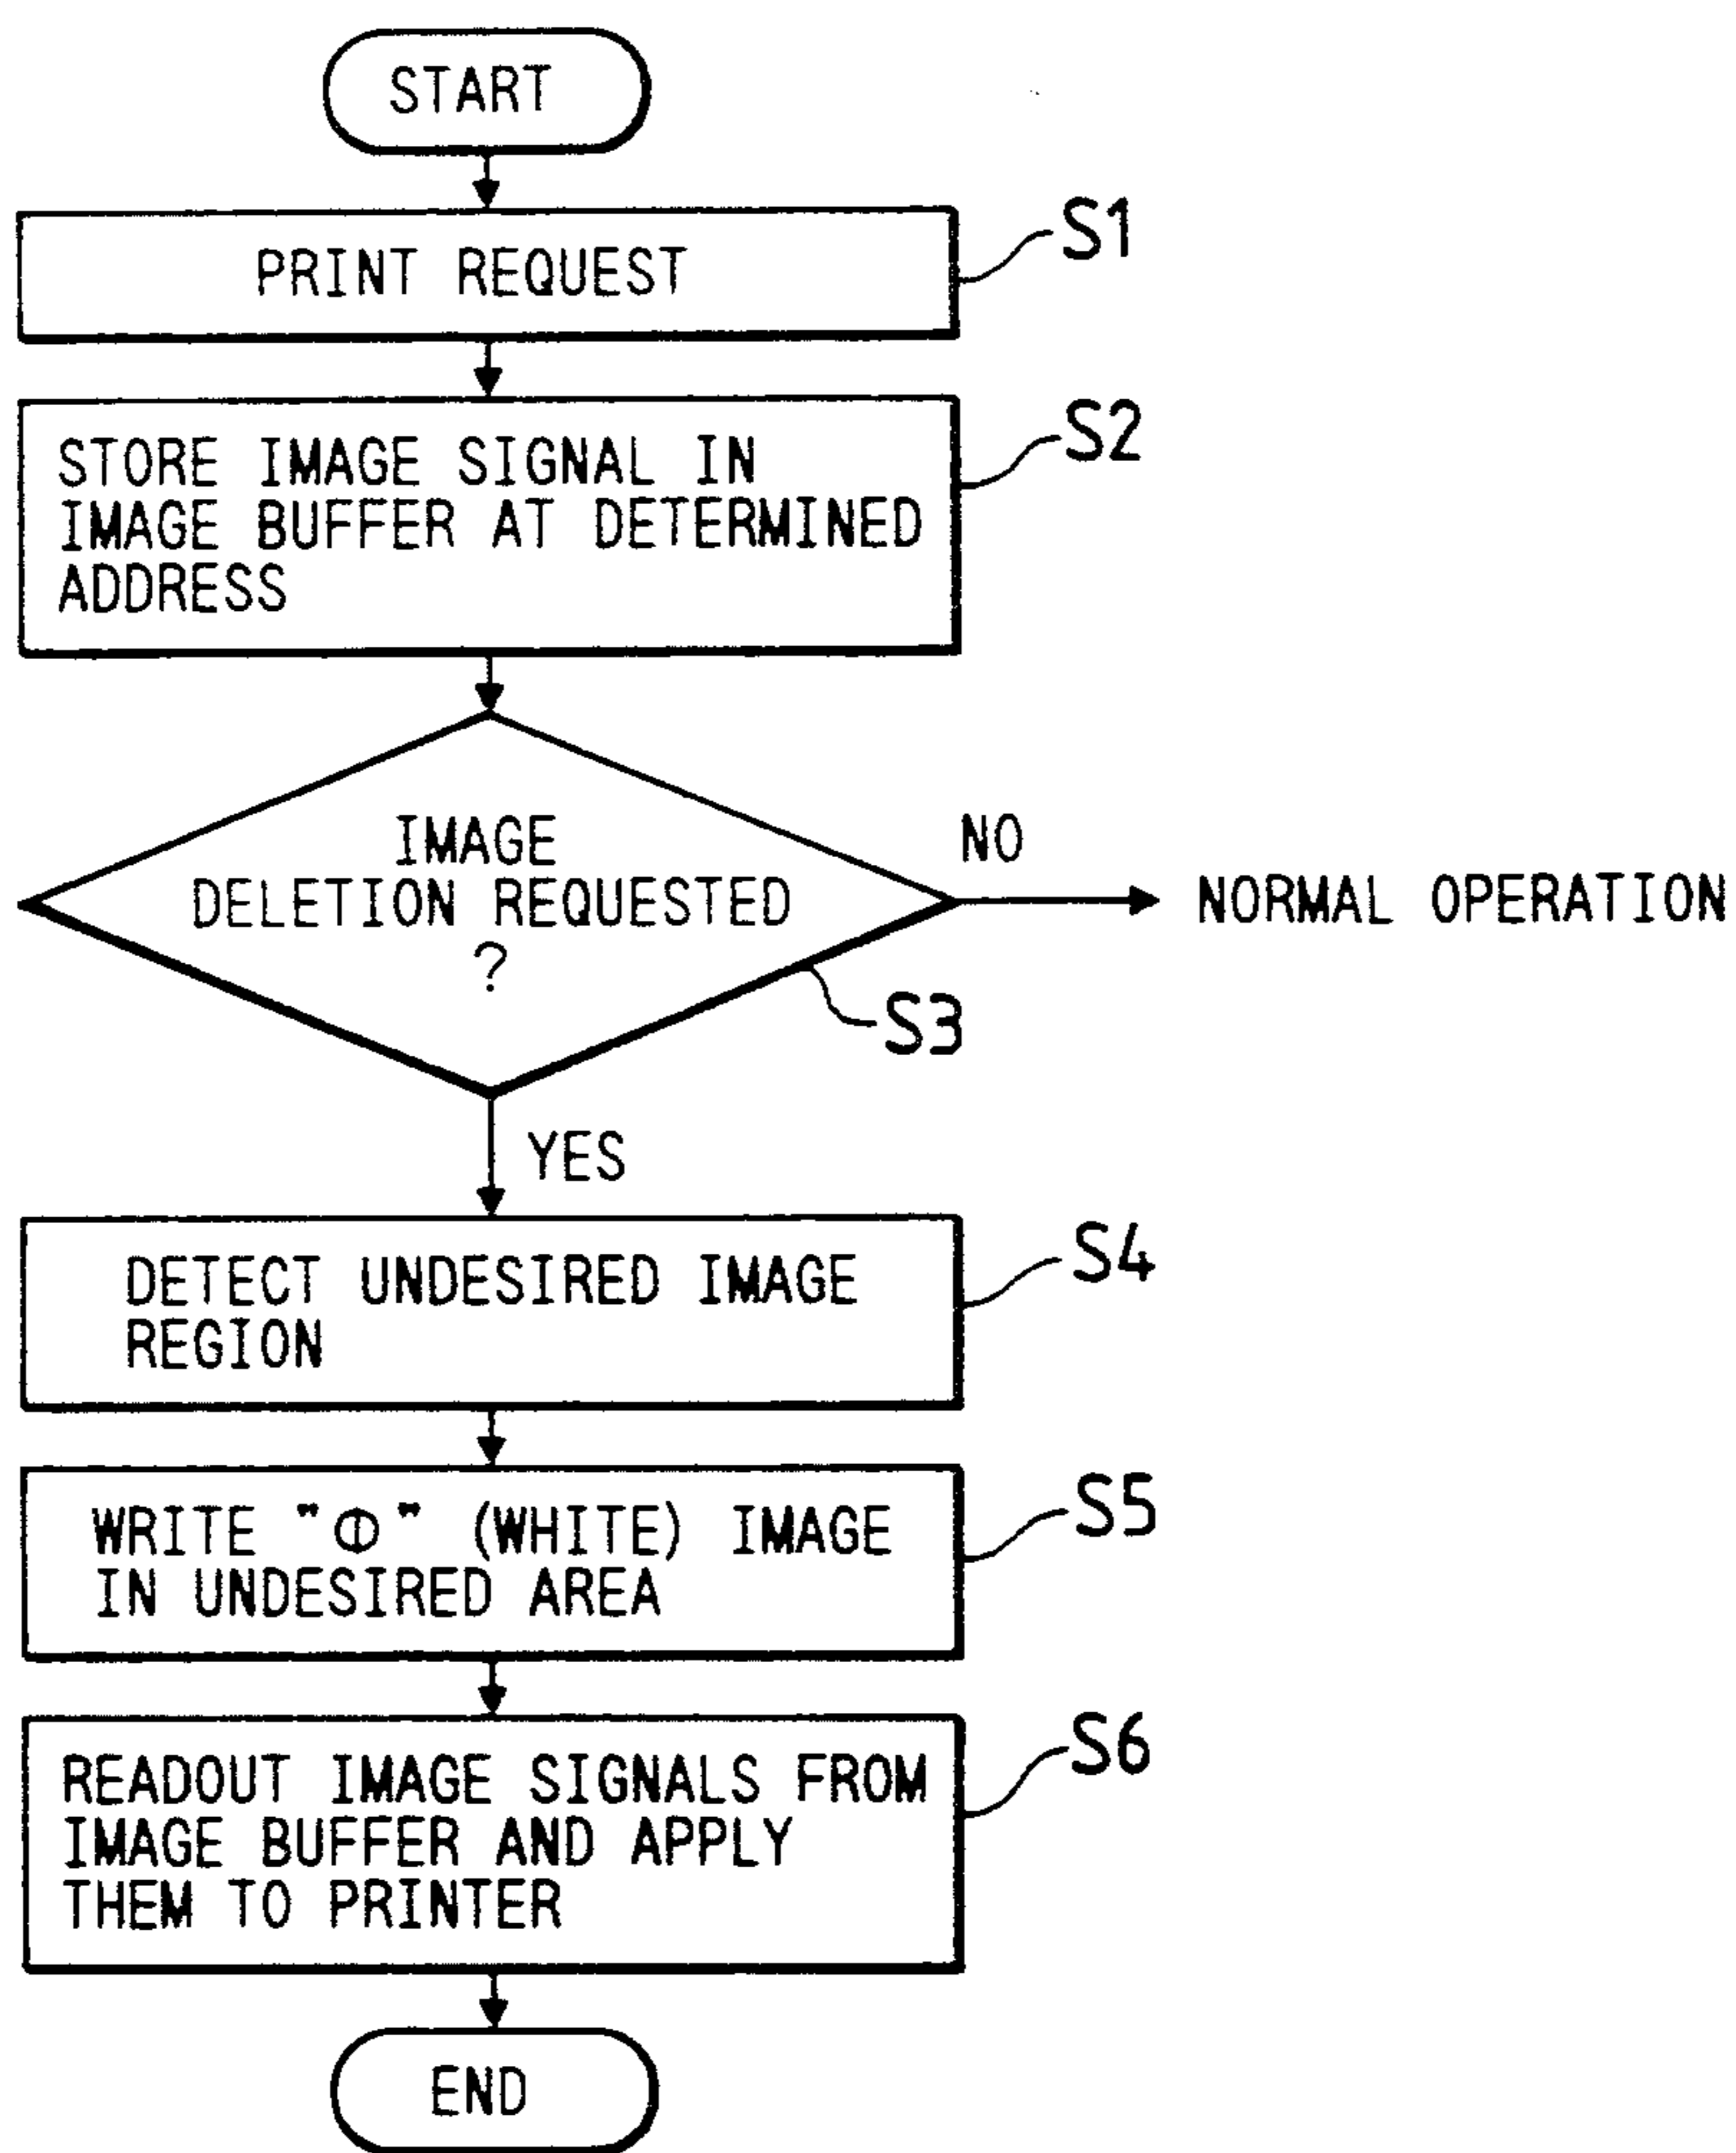 START
PRINT REQUEST
S1
STORE IMAGE SIGNAL IN
IMAGE BUFFER AT DETERMINED
ADDRESS
S2
IMAGE
DELETION REQUESTED
?
NO
NORMAL OPERATION
S3
YES
DETECT UNDESIRED IMAGE
REGION
S4
WRITE "Φ" (WHITE) IMAGE
IN UNDESIRED AREA
S5
READOUT IMAGE SIGNALS FROM
IMAGE BUFFER AND APPLY
THEM TO PRINTER
S6
END